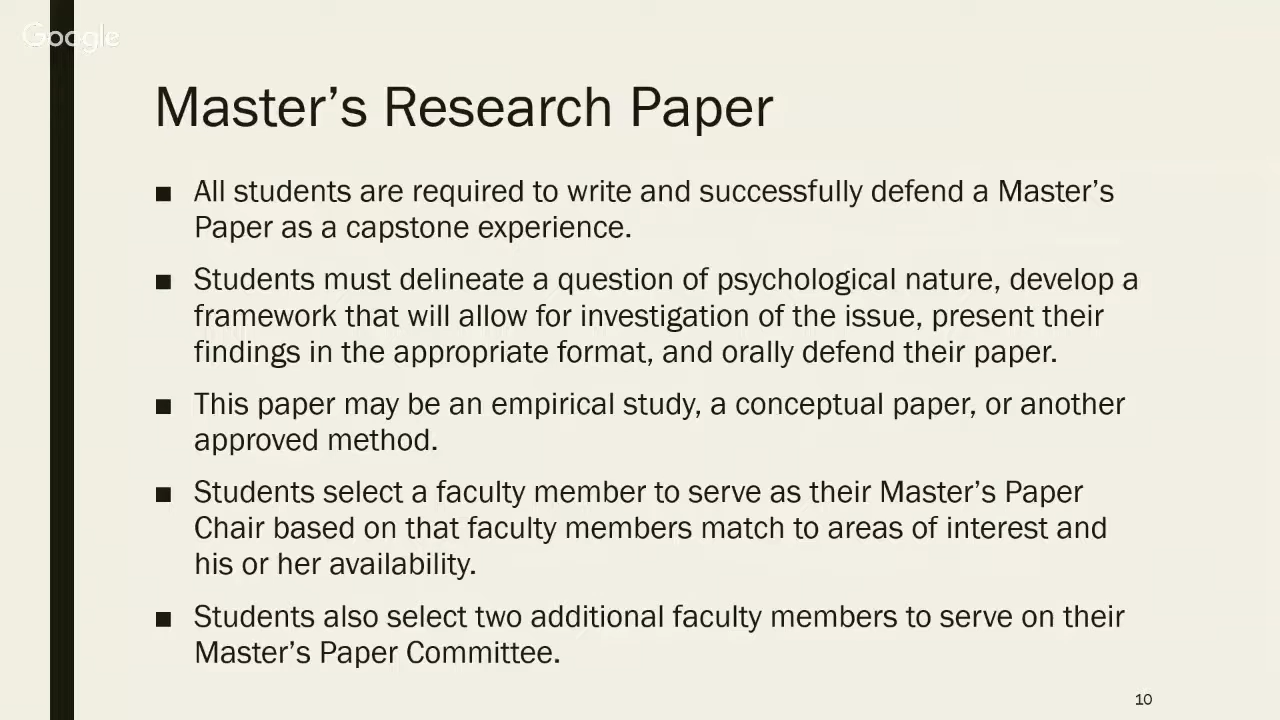 Google
Master’s Research Paper
■ All students are required to write and successfully defend a Master’s
Paper as a capstone experience.
■ Students must delineate a question of psychological nature, develop a
framework that will allow for investigation of the issue, present their
findings in the appropriate format, and orally defend their paper.
■ This paper may be an empirical study, a conceptual paper, or another
approved method.
■ Students select a faculty member to serve as their Master’s Paper
Chair based on that faculty members match to areas of interest and
his or her availability.
■ Students also select two additional faculty members to serve on their
Master’s Paper Committee.
10